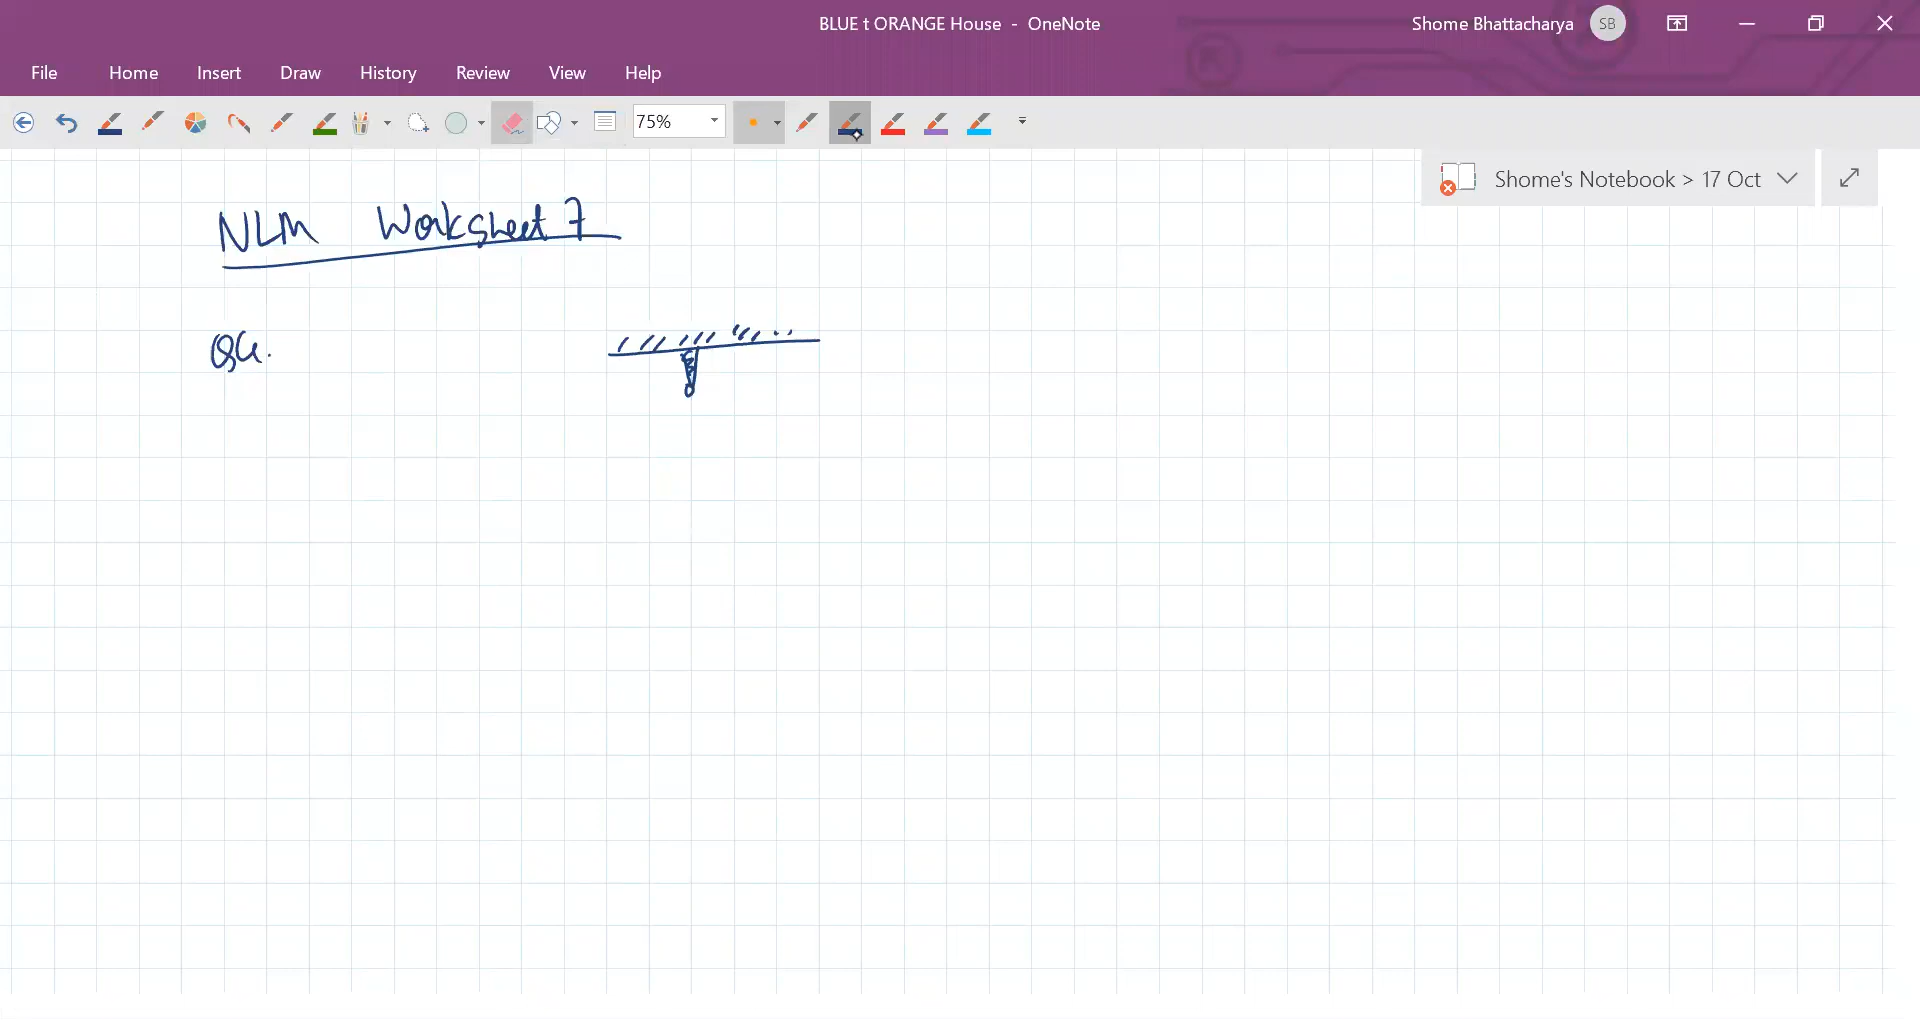 BLUE t ORANGE House - OneNote
Shome Bhattacharya SB
File Home Insert Draw History Review View Help
75%
Shome's Notebook > 17 Oct
NLM Worksheet 7